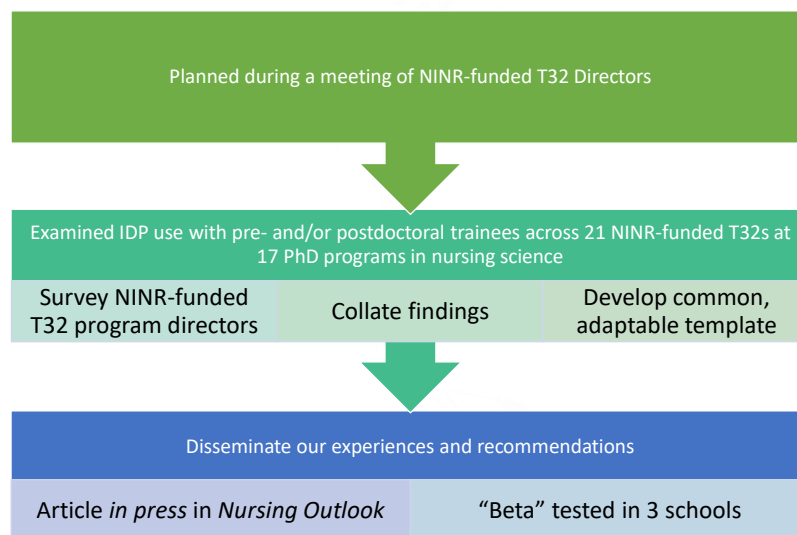 Planned during a meeting of NINR-funded T32 Directors
Examined IDP use with pre- and/or postdoctoral trainees across 21 NINR-funded T32s at
17 PhD programs in nursing science
Survey NINR-funded
T32 program directors
Collate findings
Develop common,
adaptable template
Disseminate our experiences and recommendations
Article in press in Nursing Outlook
“Beta” tested in 3 schools